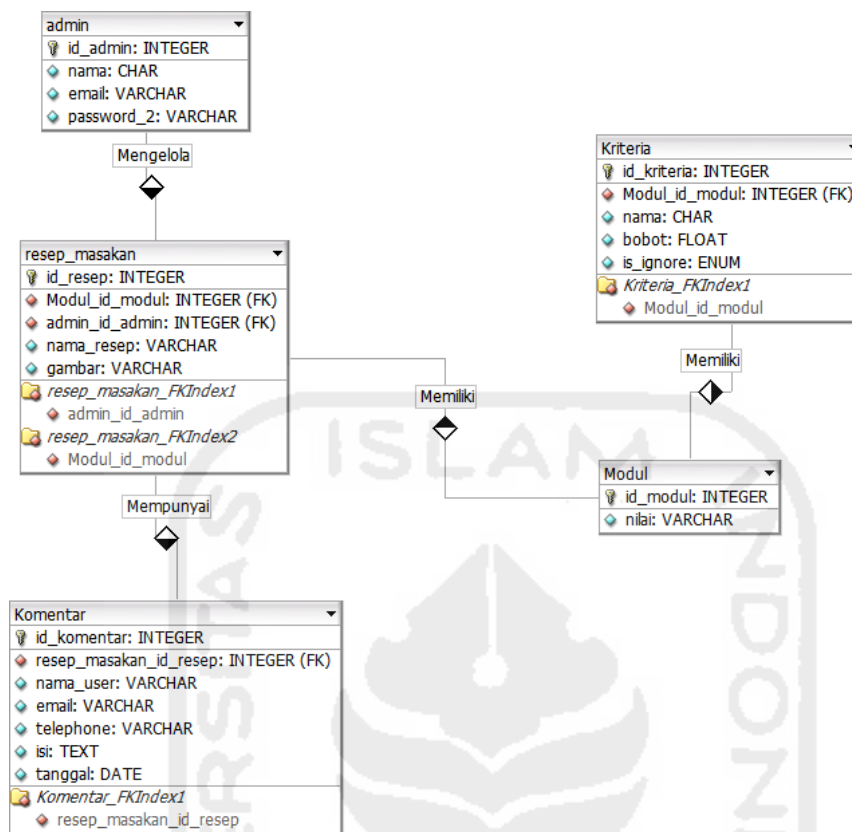 admin
id_admin: INTEGER
nama: CHAR
email: VARCHAR
password_2: VARCHAR
Mengelola
resep_masakan
id_resep: INTEGER
Modul_id_modul: INTEGER (FK)
admin_id_admin: INTEGER (FK)
nama_resep: VARCHAR
gambar: VARCHAR
resep_masakan_FKIndex1
admin_id_admin
resep_masakan_FKIndex2
Modul_id_modul
Mempunyai
Komentar
id_komentar: INTEGER
resep_masakan_id_resep: INTEGER (FK)
nama_user: VARCHAR
email: VARCHAR
telephone: VARCHAR
isi: TEXT
tanggal: DATE
Komentar_FKIndex1
resep_masakan_id_resep
Memiliki
Kriteria
id_kriteria: INTEGER
Modul_id_modul: INTEGER (FK)
nama: CHAR
bobot: FLOAT
is_ignore: ENUM
Kriteria_FKIndex1
Modul_id_modul
Memiliki
Modul
id_modul: INTEGER
nilai: VARCHAR
ISLAM
ERSITAS
NDONI